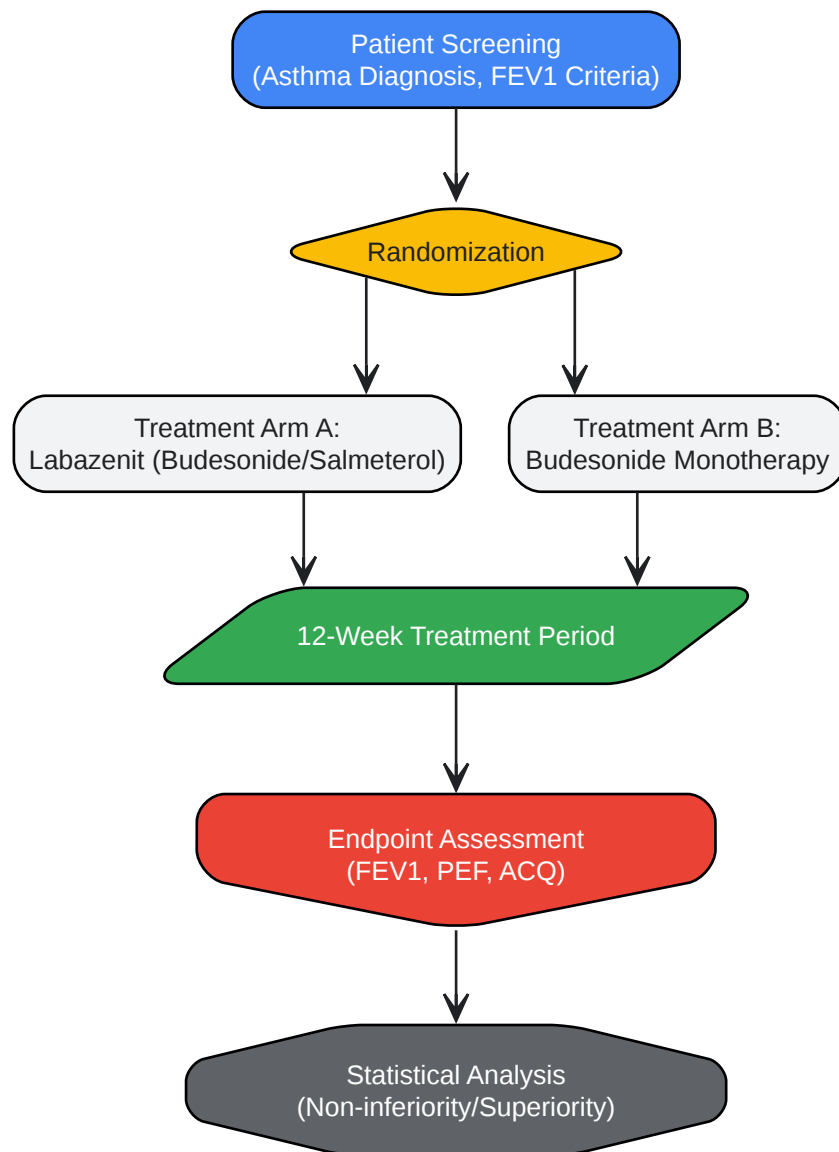 Patient Screening
(Asthma Diagnosis, FEV1 Criteria)
Randomization
Treatment Arm A:
Labazenit (Budesonide/Salmeterol)
Treatment Arm B:
Budesonide Monotherapy
12-Week Treatment Period
Endpoint Assessment
(FEV1, PEF, ACQ)
Statistical Analysis
(Non-inferiority/Superiority)